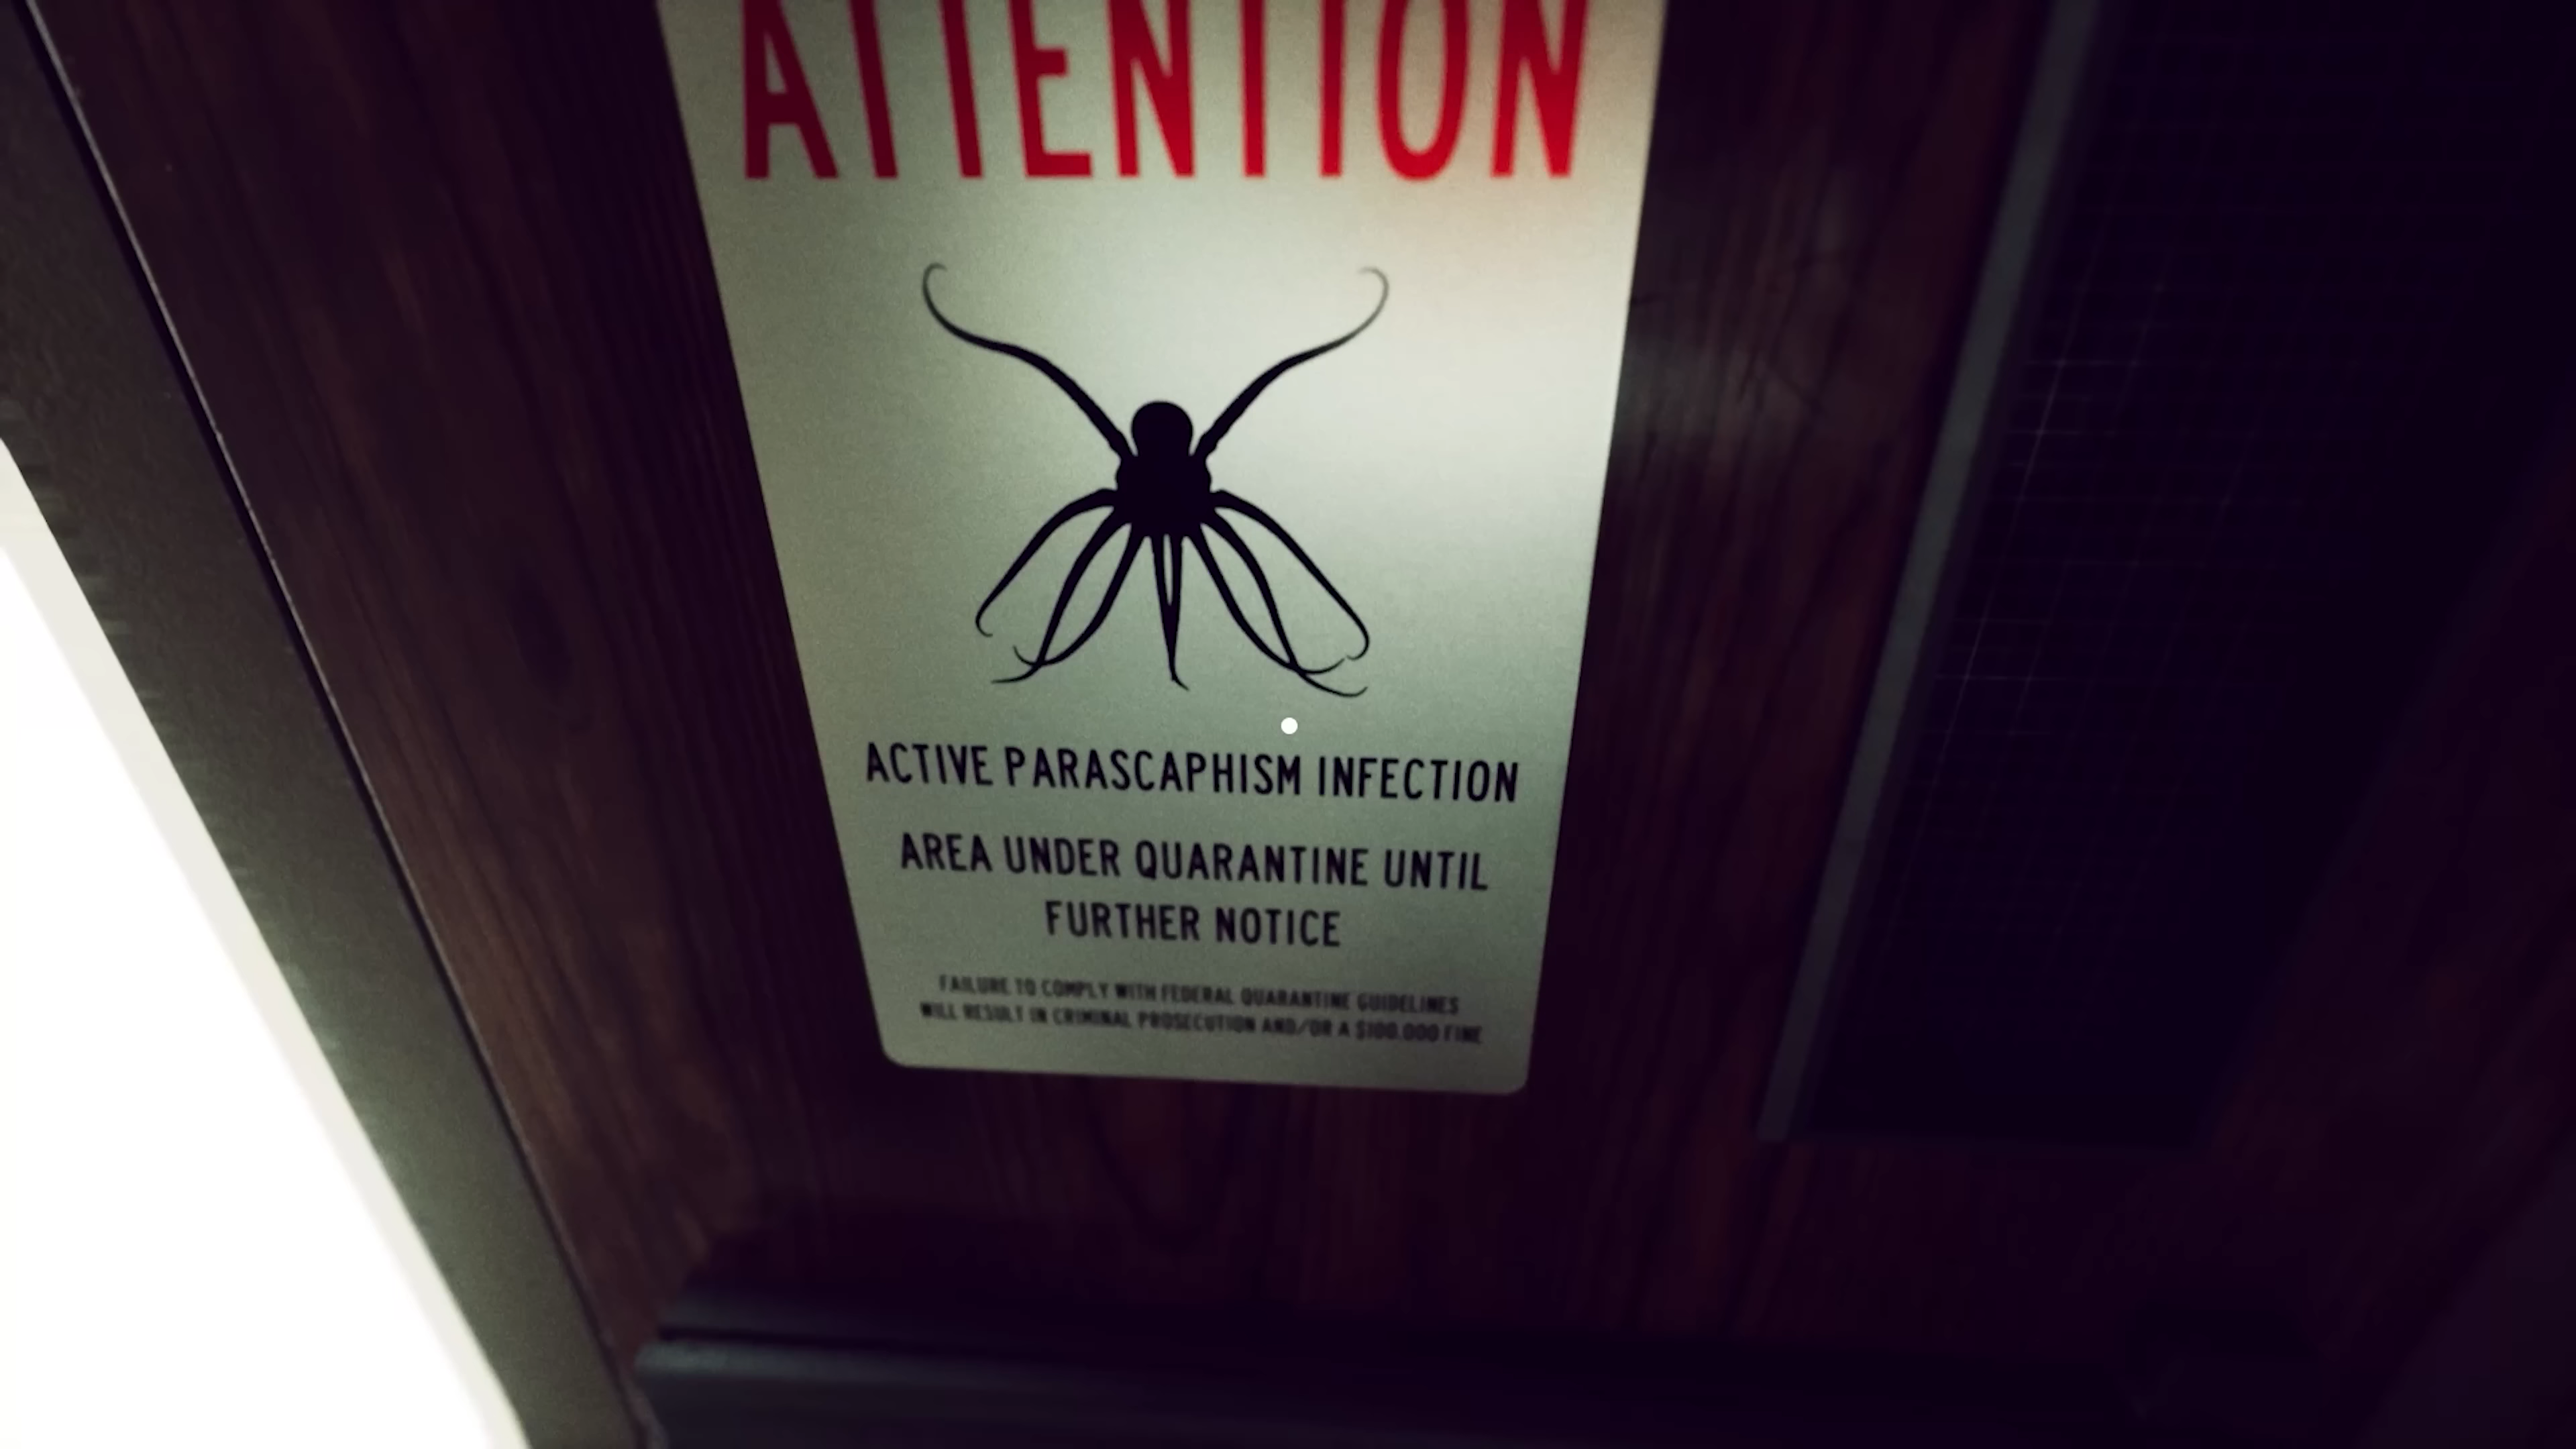 ATTENTION
ACTIVE PARASCAPHISM INFECTION
AREA UNDER QUARANTINE UNTIL
FURTHER NOTICE
FAILURE TO COMPLY WITH FEDERAL QUARANTINE GUIDELINES
WILL RESULT IN CRIMINAL PROSECUTION AND/OR A $100.000 FINE